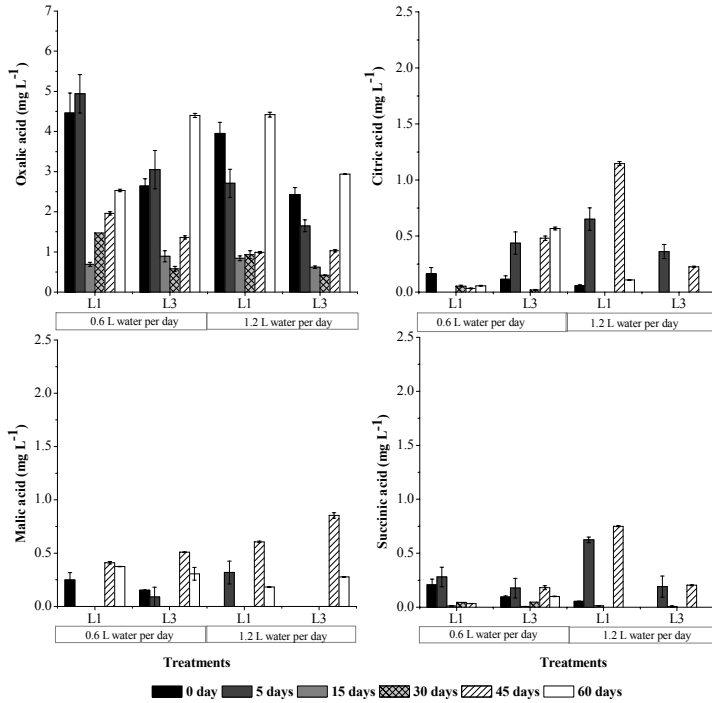 Oxalic acid (mg L-1)
7
6
5
4
3
2
1
0
L1 L3 L1 L3
0.6 L water per day 1.2 L water per day
Citric acid (mg L-1)
2.5
2.0
1.5
1.0
0.5
0.0
L1 L3 L1 L3
0.6 L water per day 1.2 L water per day
Malic acid (mg L-1)
2.5
2.0
1.5
1.0
0.5
0.0
L1 L3 L1 L3
0.6 L water per day 1.2 L water per day
Treatments
Succinic acid (mg L-1)
2.5
2.0
1.5
1.0
0.5
0.0
L1 L3 L1 L3
0.6 L water per day 1.2 L water per day
Treatments
0 day 5 days 15 days 30 days 45 days 60 days